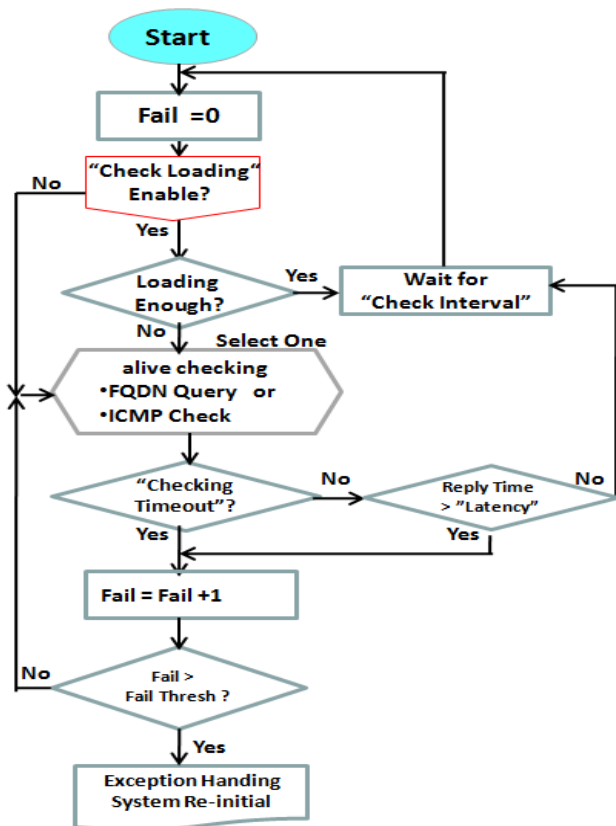 Start
Fail =0
“Check Loading“
Enable?
No
Yes
Loading
Enough?
Yes
Wait for
“Check Interval”
No
Select One
alive checking
•FQDN Query or
•ICMP Check
“Checking
Timeout”?
No
Reply Time
> ”Latency”
No
Yes
Yes
Fail = Fail +1
No
Fail >
Fail Thresh ?
Yes
Exception Handing
System Re-initial